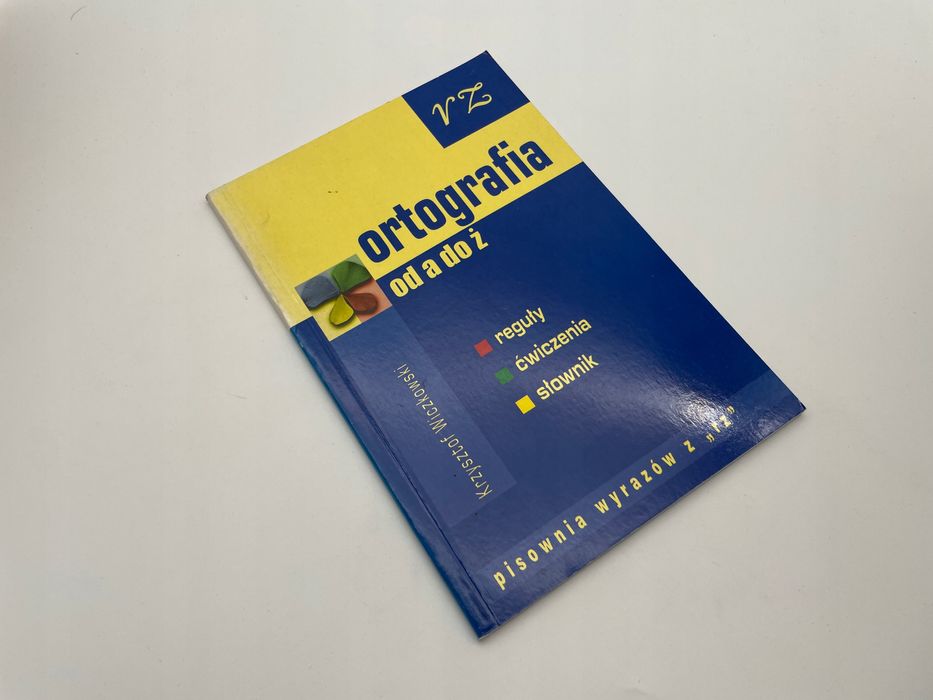 rz
ortografia
od a do ż
reguły
ćwiczenia
słownik
Krzysztof Wiczkowski
pisownia wyrazów z „rz”